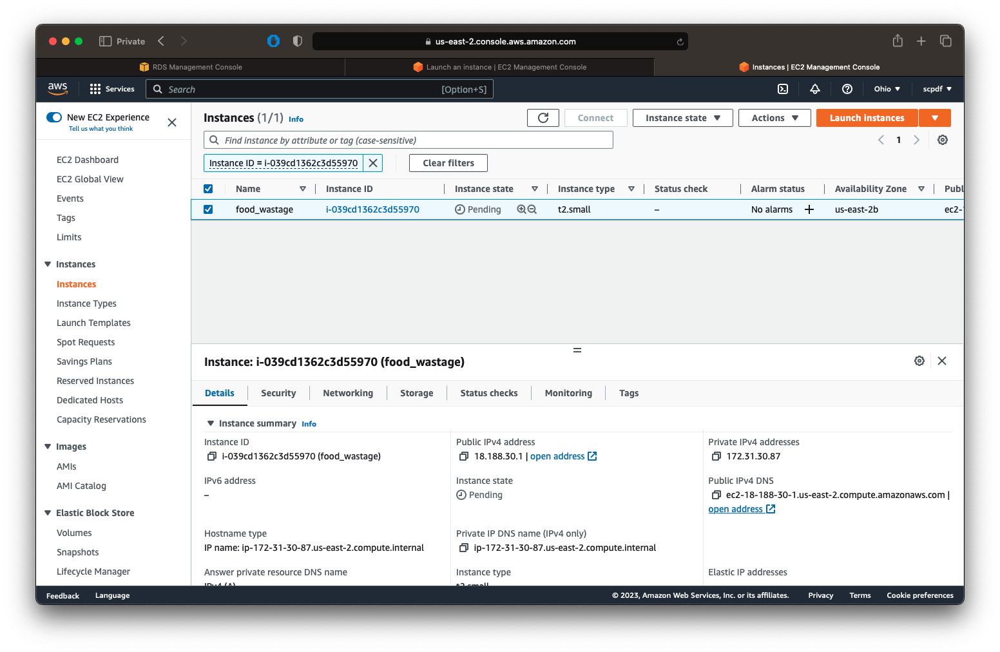 Private
us-east-2.console.aws.amazon.com
RDS Management Console
Launch an instance | EC2 Management Console
Instances | EC2 Management Console
aws
Services
Search
[Option+S]
Ohio
scpdf
New EC2 Experience
Tell us what you think
EC2 Dashboard
EC2 Global View
Events
Tags
Limits
Instances
Instances
Instance Types
Launch Templates
Spot Requests
Savings Plans
Reserved Instances
Dedicated Hosts
Capacity Reservations
Images
AMIs
AMI Catalog
Elastic Block Store
Volumes
Snapshots
Lifecycle Manager
Instances (1/1) Info
Connect
Instance state
Actions
Launch instances
Find instance by attribute or tag (case-sensitive)
1
Instance ID = i-039cd1362c3d55970
Clear filters
Name
Instance ID
Instance state
Instance type
Status check
Alarm status
Availability Zone
Publ
food_wastage
i-039cd1362c3d55970
Pending
t2.small
–
No alarms
us-east-2b
ec2-1
Instance: i-039cd1362c3d55970 (food_wastage)
Details
Security
Networking
Storage
Status checks
Monitoring
Tags
Instance summary Info
Instance ID
i-039cd1362c3d55970 (food_wastage)
Public IPv4 address
18.188.30.1 | open address
Private IPv4 addresses
172.31.30.87
IPv6 address
–
Instance state
Pending
Public IPv4 DNS
ec2-18-188-30-1.us-east-2.compute.amazonaws.com |
open address
Hostname type
IP name: ip-172-31-30-87.us-east-2.compute.internal
Private IP DNS name (IPv4 only)
ip-172-31-30-87.us-east-2.compute.internal
Answer private resource DNS name
IPv4 (A)
Instance type
t2.small
Elastic IP addresses
Feedback
Language
© 2023, Amazon Web Services, Inc. or its affiliates.
Privacy
Terms
Cookie preferences